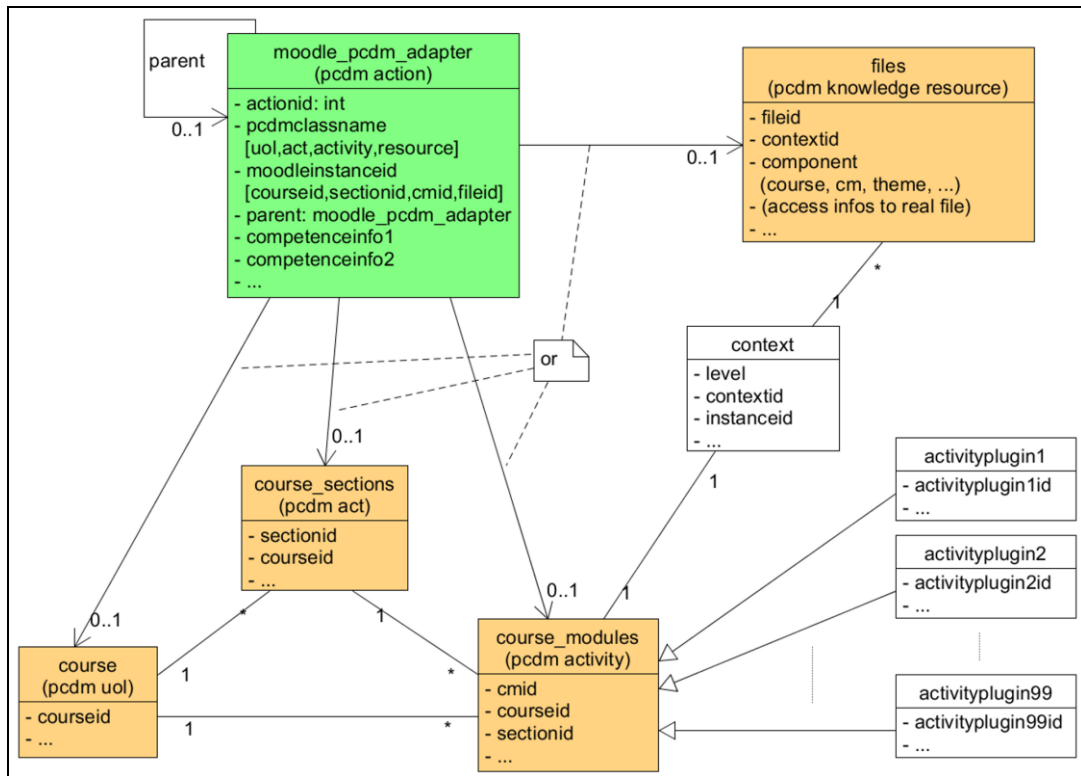 parent
0..1
moodle_pcdm_adapter
(pcdm action)
- actionid: int
- pcdmclassname
[uol,act,activity,resource]
- moodleinstanceid
[courseid,sectionid,cmid,fileid]
- parent: moodle_pcdm_adapter
- competenceinfo1
- competenceinfo2
- ...
0..1
files
(pcdm knowledge resource)
- fileid
- contextid
- component
(course, cm, theme, ...)
- (access infos to real file)
- ...
*
1
context
- level
- contextid
- instanceid
- ...
1
1
or
0..1
course_sections
(pcdm act)
- sectionid
- courseid
- ...
*
1
1
*
0..1
course
(pcdm uol)
- courseid
- ...
1
*
0..1
course_modules
(pcdm activity)
- cmid
- courseid
- sectionid
- ...
activityplugin1
- activityplugin1id
- ...
activityplugin2
- activityplugin2id
- ...
activityplugin99
- activityplugin99id
- ...